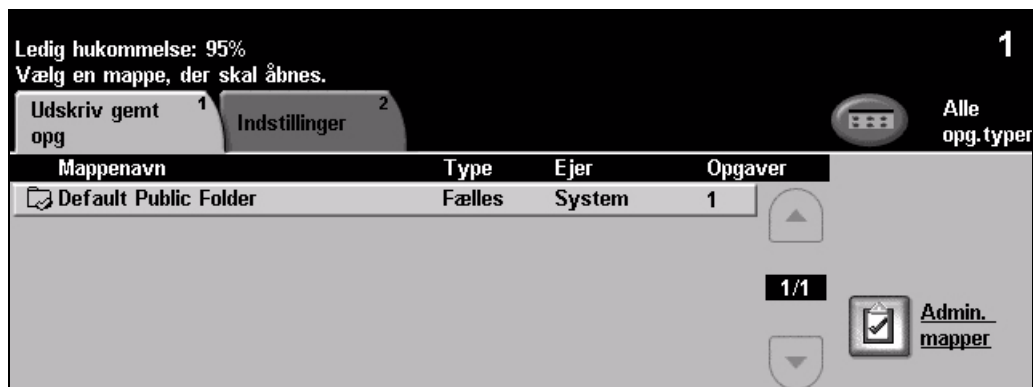 Ledig hukommelse: 95%
1
Vælg en mappe, der skal åbnes.
Udskriv gemt opg 1
Indstillinger 2
Alle
opg.typer
Mappenavn Type Ejer Opgaver
Default Public Folder Fælles System 1
1/1
Admin.
mapper